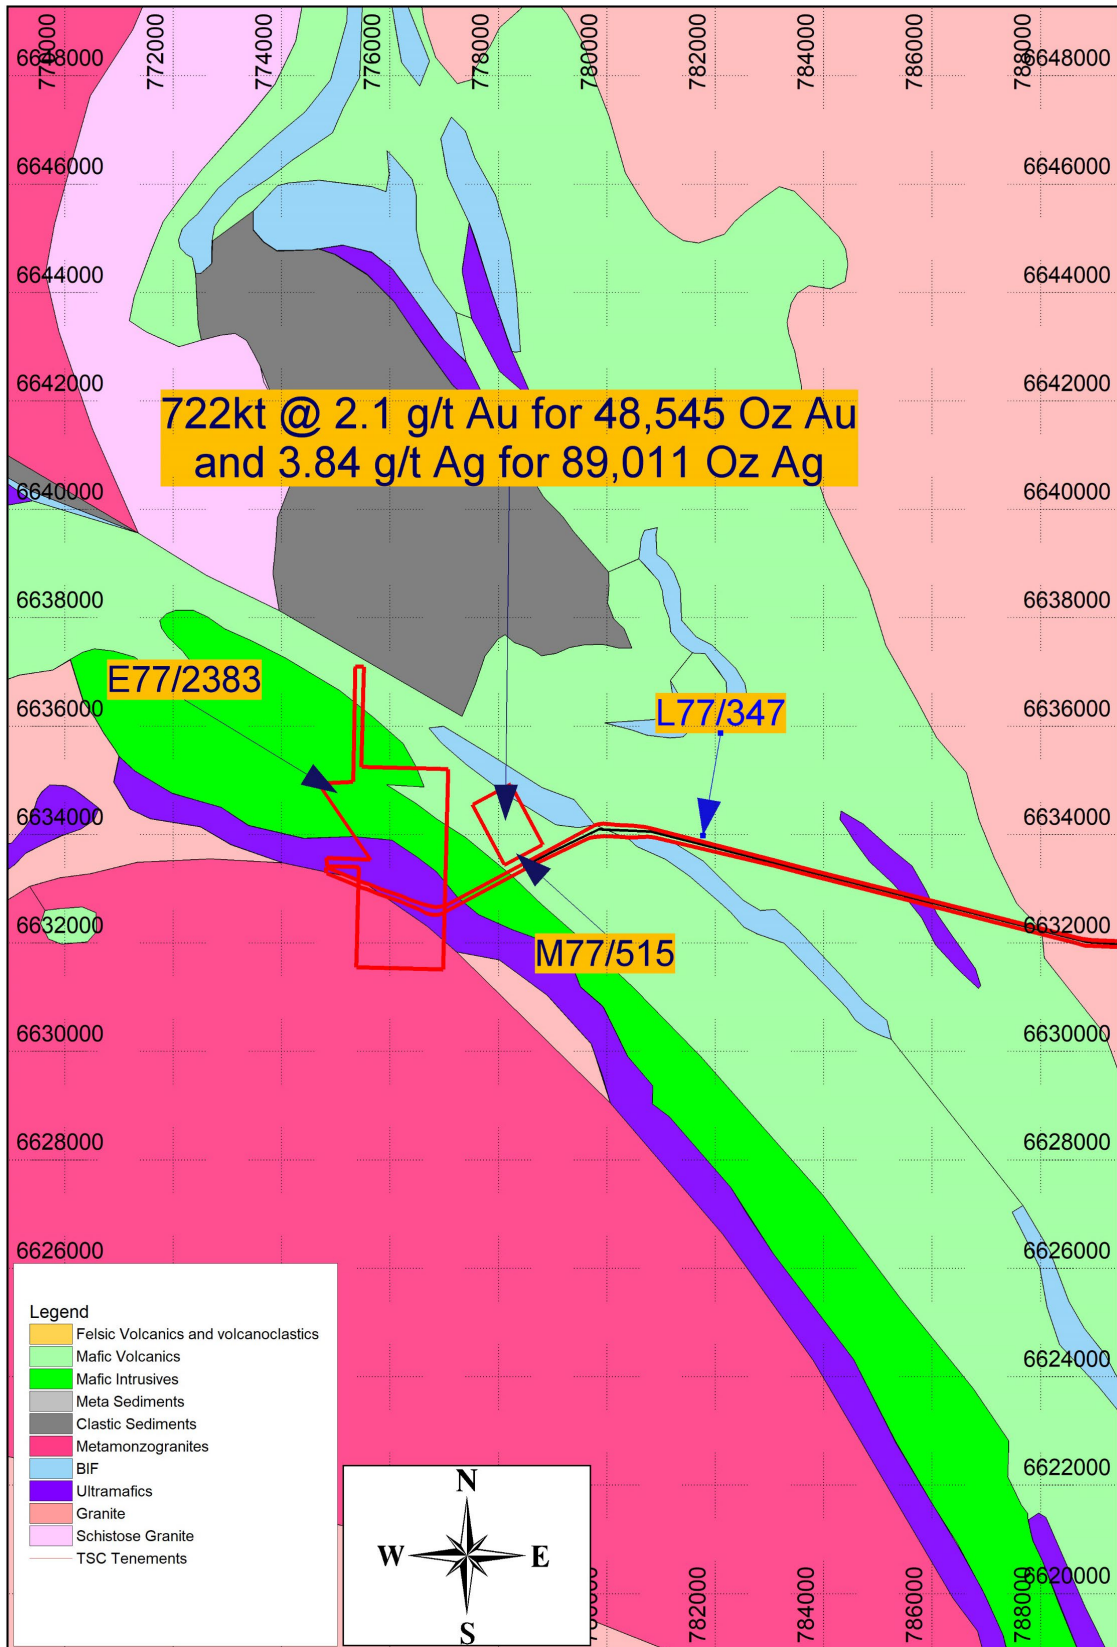 770000
772000
774000
776000
778000
780000
782000
784000
786000
788000
6648000
6648000
6646000
6646000
6644000
6644000
6642000
6642000
722kt @ 2.1 g/t Au for 48,545 Oz Au
and 3.84 g/t Ag for 89,011 Oz Ag
6640000
6640000
6638000
6638000
E77/2383
L77/347
6636000
6636000
6634000
6634000
M77/515
6632000
6632000
6630000
6630000
6628000
6628000
6626000
6626000
Legend
Felsic Volcanics and volcanoclastics
Mafic Volcanics
Mafic Intrusives
Meta Sediments
Clastic Sediments
Metamonzogranites
BIF
Ultramafics
Granite
Schistose Granite
TSC Tenements
6624000
6622000
6620000
N
W
E
S
780000
782000
784000
786000
788000